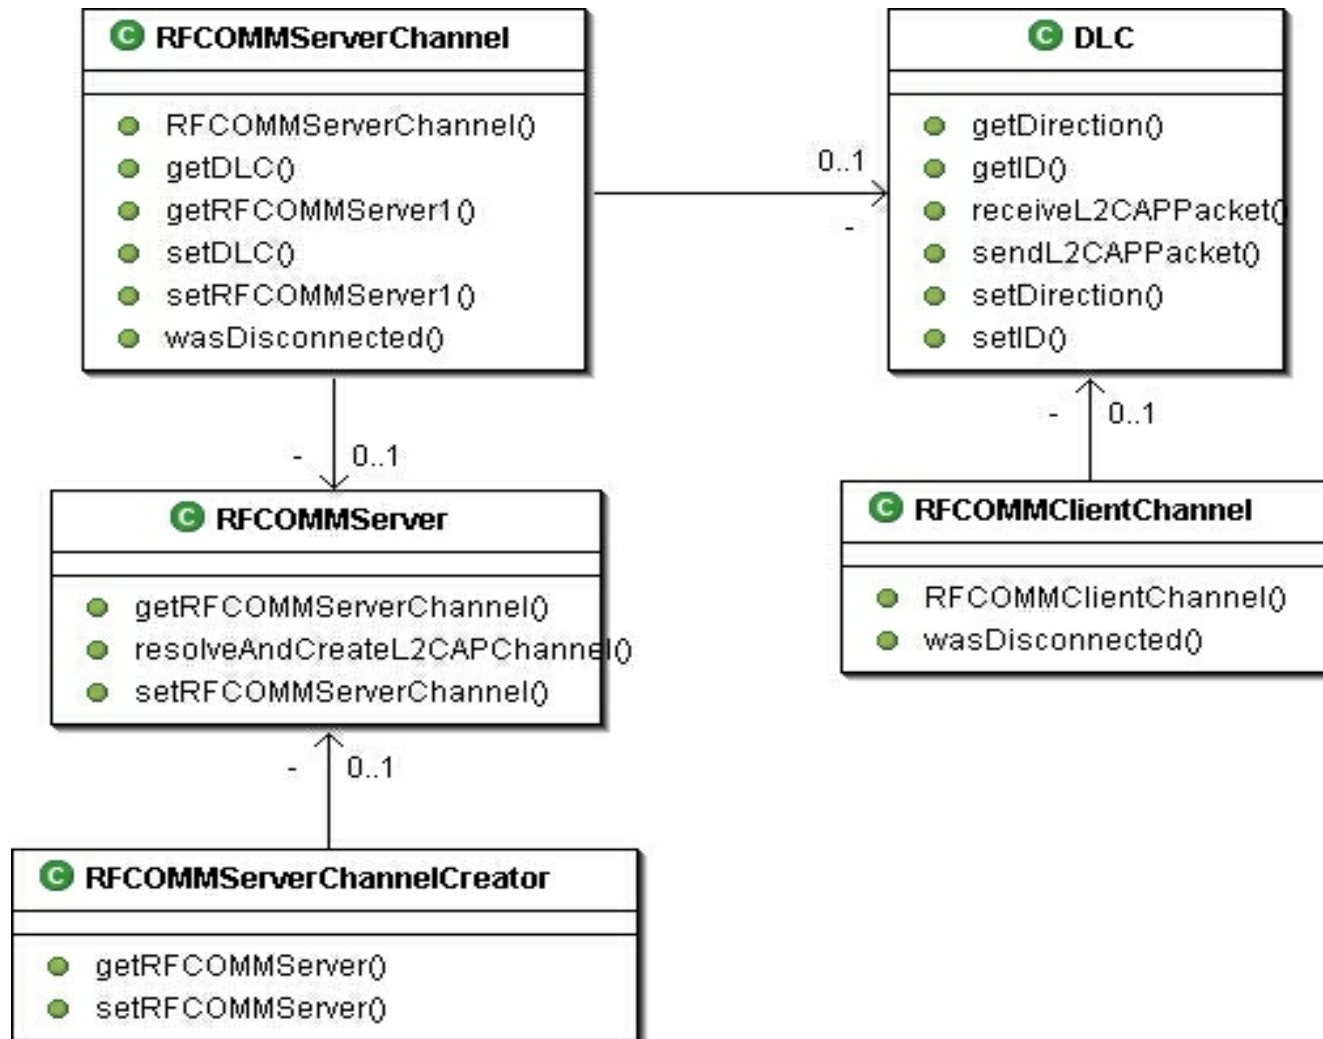 C RFCOMMServerChannel
RFCOMMServerChannel()
getDLC()
getRFCOMMServer1()
setDLC()
setRFCOMMServer1()
wasDisconnected()
0..1
-
C DLC
getDirection()
getID()
receiveL2CAPPacket()
sendL2CAPPacket()
setDirection()
setID()
- 0..1
- 0..1
C RFCOMMServer
getRFCOMMServerChannel()
resolveAndCreateL2CAPChannel()
setRFCOMMServerChannel()
C RFCOMMClientChannel
RFCOMMClientChannel()
wasDisconnected()
- 0..1
C RFCOMMServerChannelCreator
getRFCOMMServer()
setRFCOMMServer()